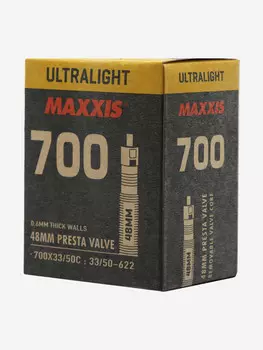 ULTRALIGHT
MAXXIS
700
0.6MM THICK WALLS
48MM PRESTA VALVE
700X33/50C : 33/50-622
48MM
700
48MM
48MM PRESTA VALVE
REMOVABLE VALVE CORE